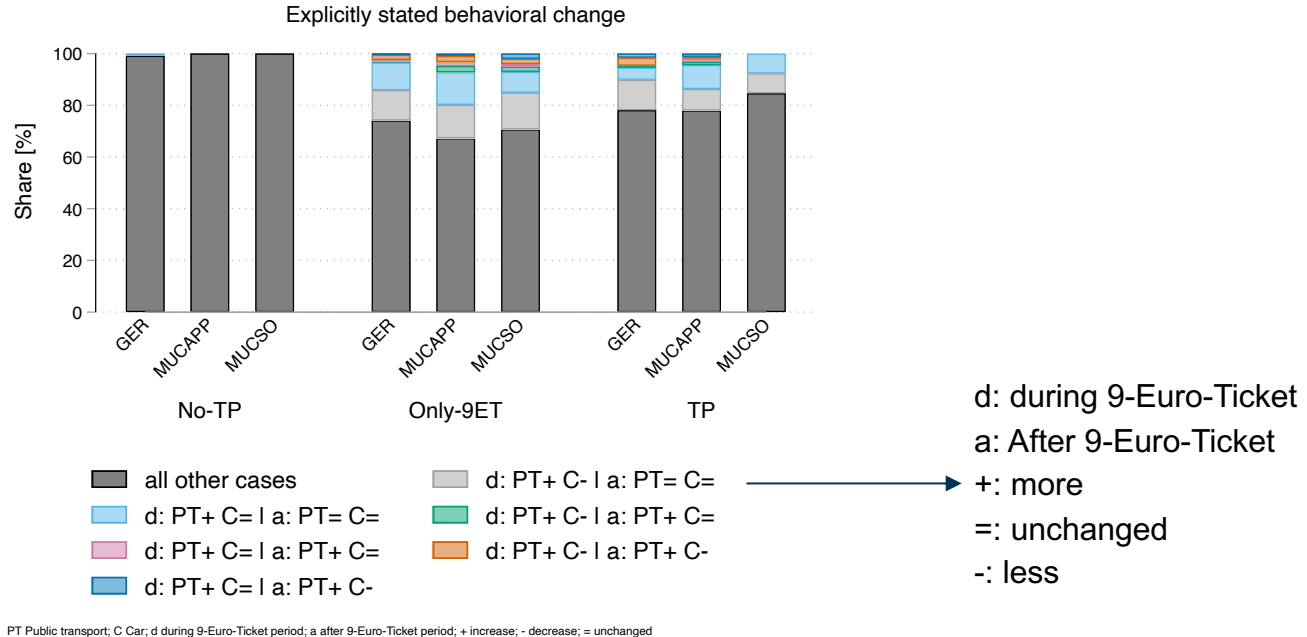 Explicitly stated behavioral change
Share [%]
100
80
60
40
20
0
GER
MUCAPP
MUCSO
GER
MUCAPP
MUCSO
GER
MUCAPP
MUCSO
No-TP
Only-9ET
TP
all other cases
d: PT+ C= I a: PT= C=
d: PT+ C= I a: PT+ C=
d: PT+ C= I a: PT+ C-
d: PT+ C- I a: PT= C=
d: PT+ C- I a: PT+ C=
d: PT+ C- I a: PT+ C-
d: during 9-Euro-Ticket
a: After 9-Euro-Ticket
+: more
=: unchanged
-: less
PT Public transport; C Car; d during 9-Euro-Ticket period; a after 9-Euro-Ticket period; + increase; - decrease; = unchanged